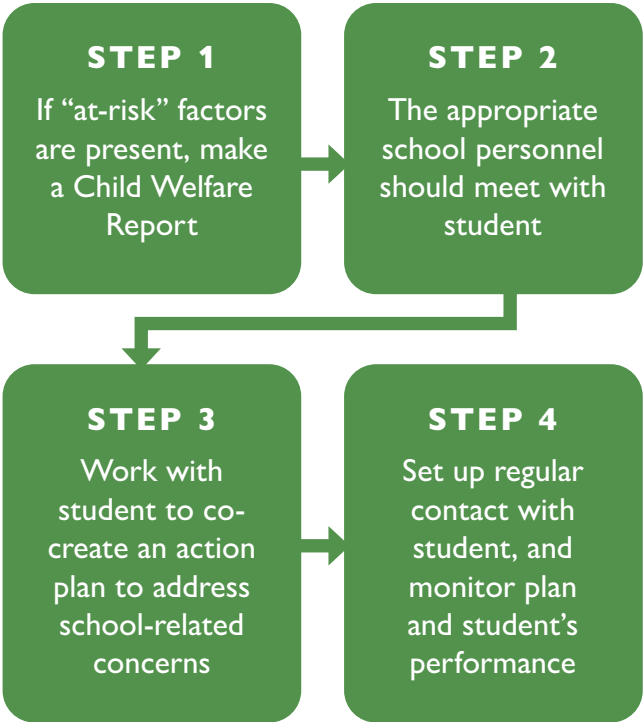 STEP 1
If “at-risk” factors
are present, make
a Child Welfare
Report
STEP 2
The appropriate
school personnel
should meet with
student
STEP 3
Work with
student to co-
create an action
plan to address
school-related
concerns
STEP 4
Set up regular
contact with
student, and
monitor plan
and student’s
performance